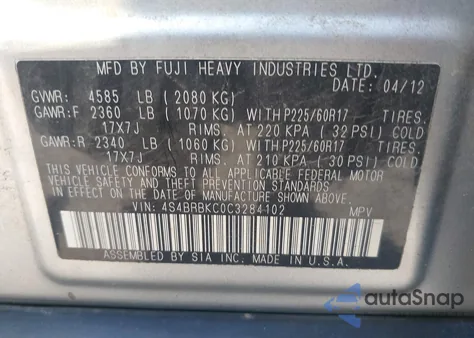 MFD. BY FUJI HEAVY INDUSTRIES LTD. 04/12
GVWR: 4585 LB (2080 KG)
GAWR:F 2360 LB (1070 KG) WITH P225/60R17 TIRES,
17X7J RIMS, AT 220 KPA (32 PSI) COLD
GAWR:R 2340 LB (1060 KG) WITH P225/60R17 TIRES,
17X7J RIMS, AT 210 KPA (30 PSI) COLD
THIS VEHICLE CONFORMS TO ALL APPLICABLE FEDERAL MOTOR
VEHICLE SAFETY AND THEFT PREVENTION STANDARDS
IN EFFECT ON THE DATE OF MANUFACTURE SHOWN ABOVE.
VIN: 4S4BRBKC0C3284102 MPV
ASSEMBLED BY SIA INC. MADE IN U.S.A.
autoSnap